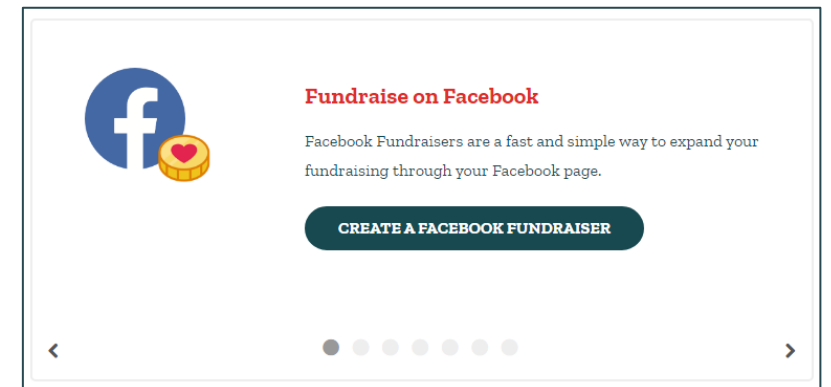 Fundraise on Facebook
Facebook Fundraisers are a fast and simple way to expand your
fundraising through your Facebook page.
CREATE A FACEBOOK FUNDRAISER